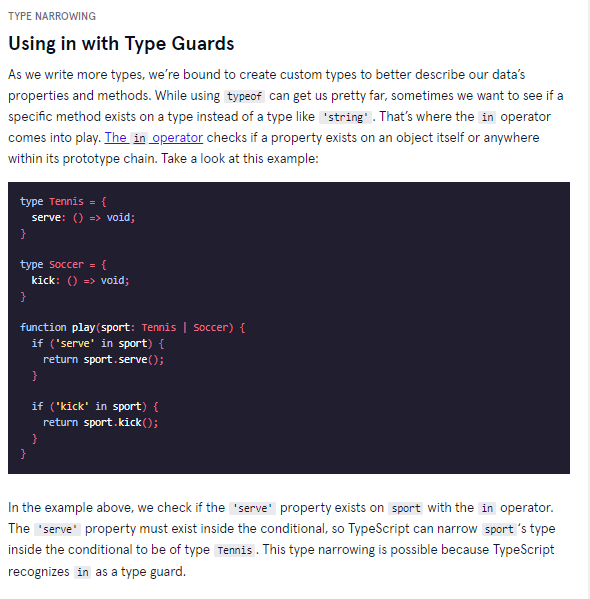 TYPE NARROWING
Using in with Type Guards
As we write more types, we’re bound to create custom types to better describe our data’s
properties and methods. While using typeof can get us pretty far, sometimes we want to see if a
specific method exists on a type instead of a type like 'string'. That’s where the in operator
comes into play. The in operator checks if a property exists on an object itself or anywhere
within its prototype chain. Take a look at this example:
type Tennis = {
  serve: () => void;
}
type Soccer = {
  kick: () => void;
}
function play(sport: Tennis | Soccer) {
  if ('serve' in sport) {
    return sport.serve();
  }
  if ('kick' in sport) {
    return sport.kick();
  }
}
In the example above, we check if the 'serve' property exists on sport with the in operator.
The 'serve' property must exist inside the conditional, so TypeScript can narrow sport‘s type
inside the conditional to be of type Tennis. This type narrowing is possible because TypeScript
recognizes in as a type guard.